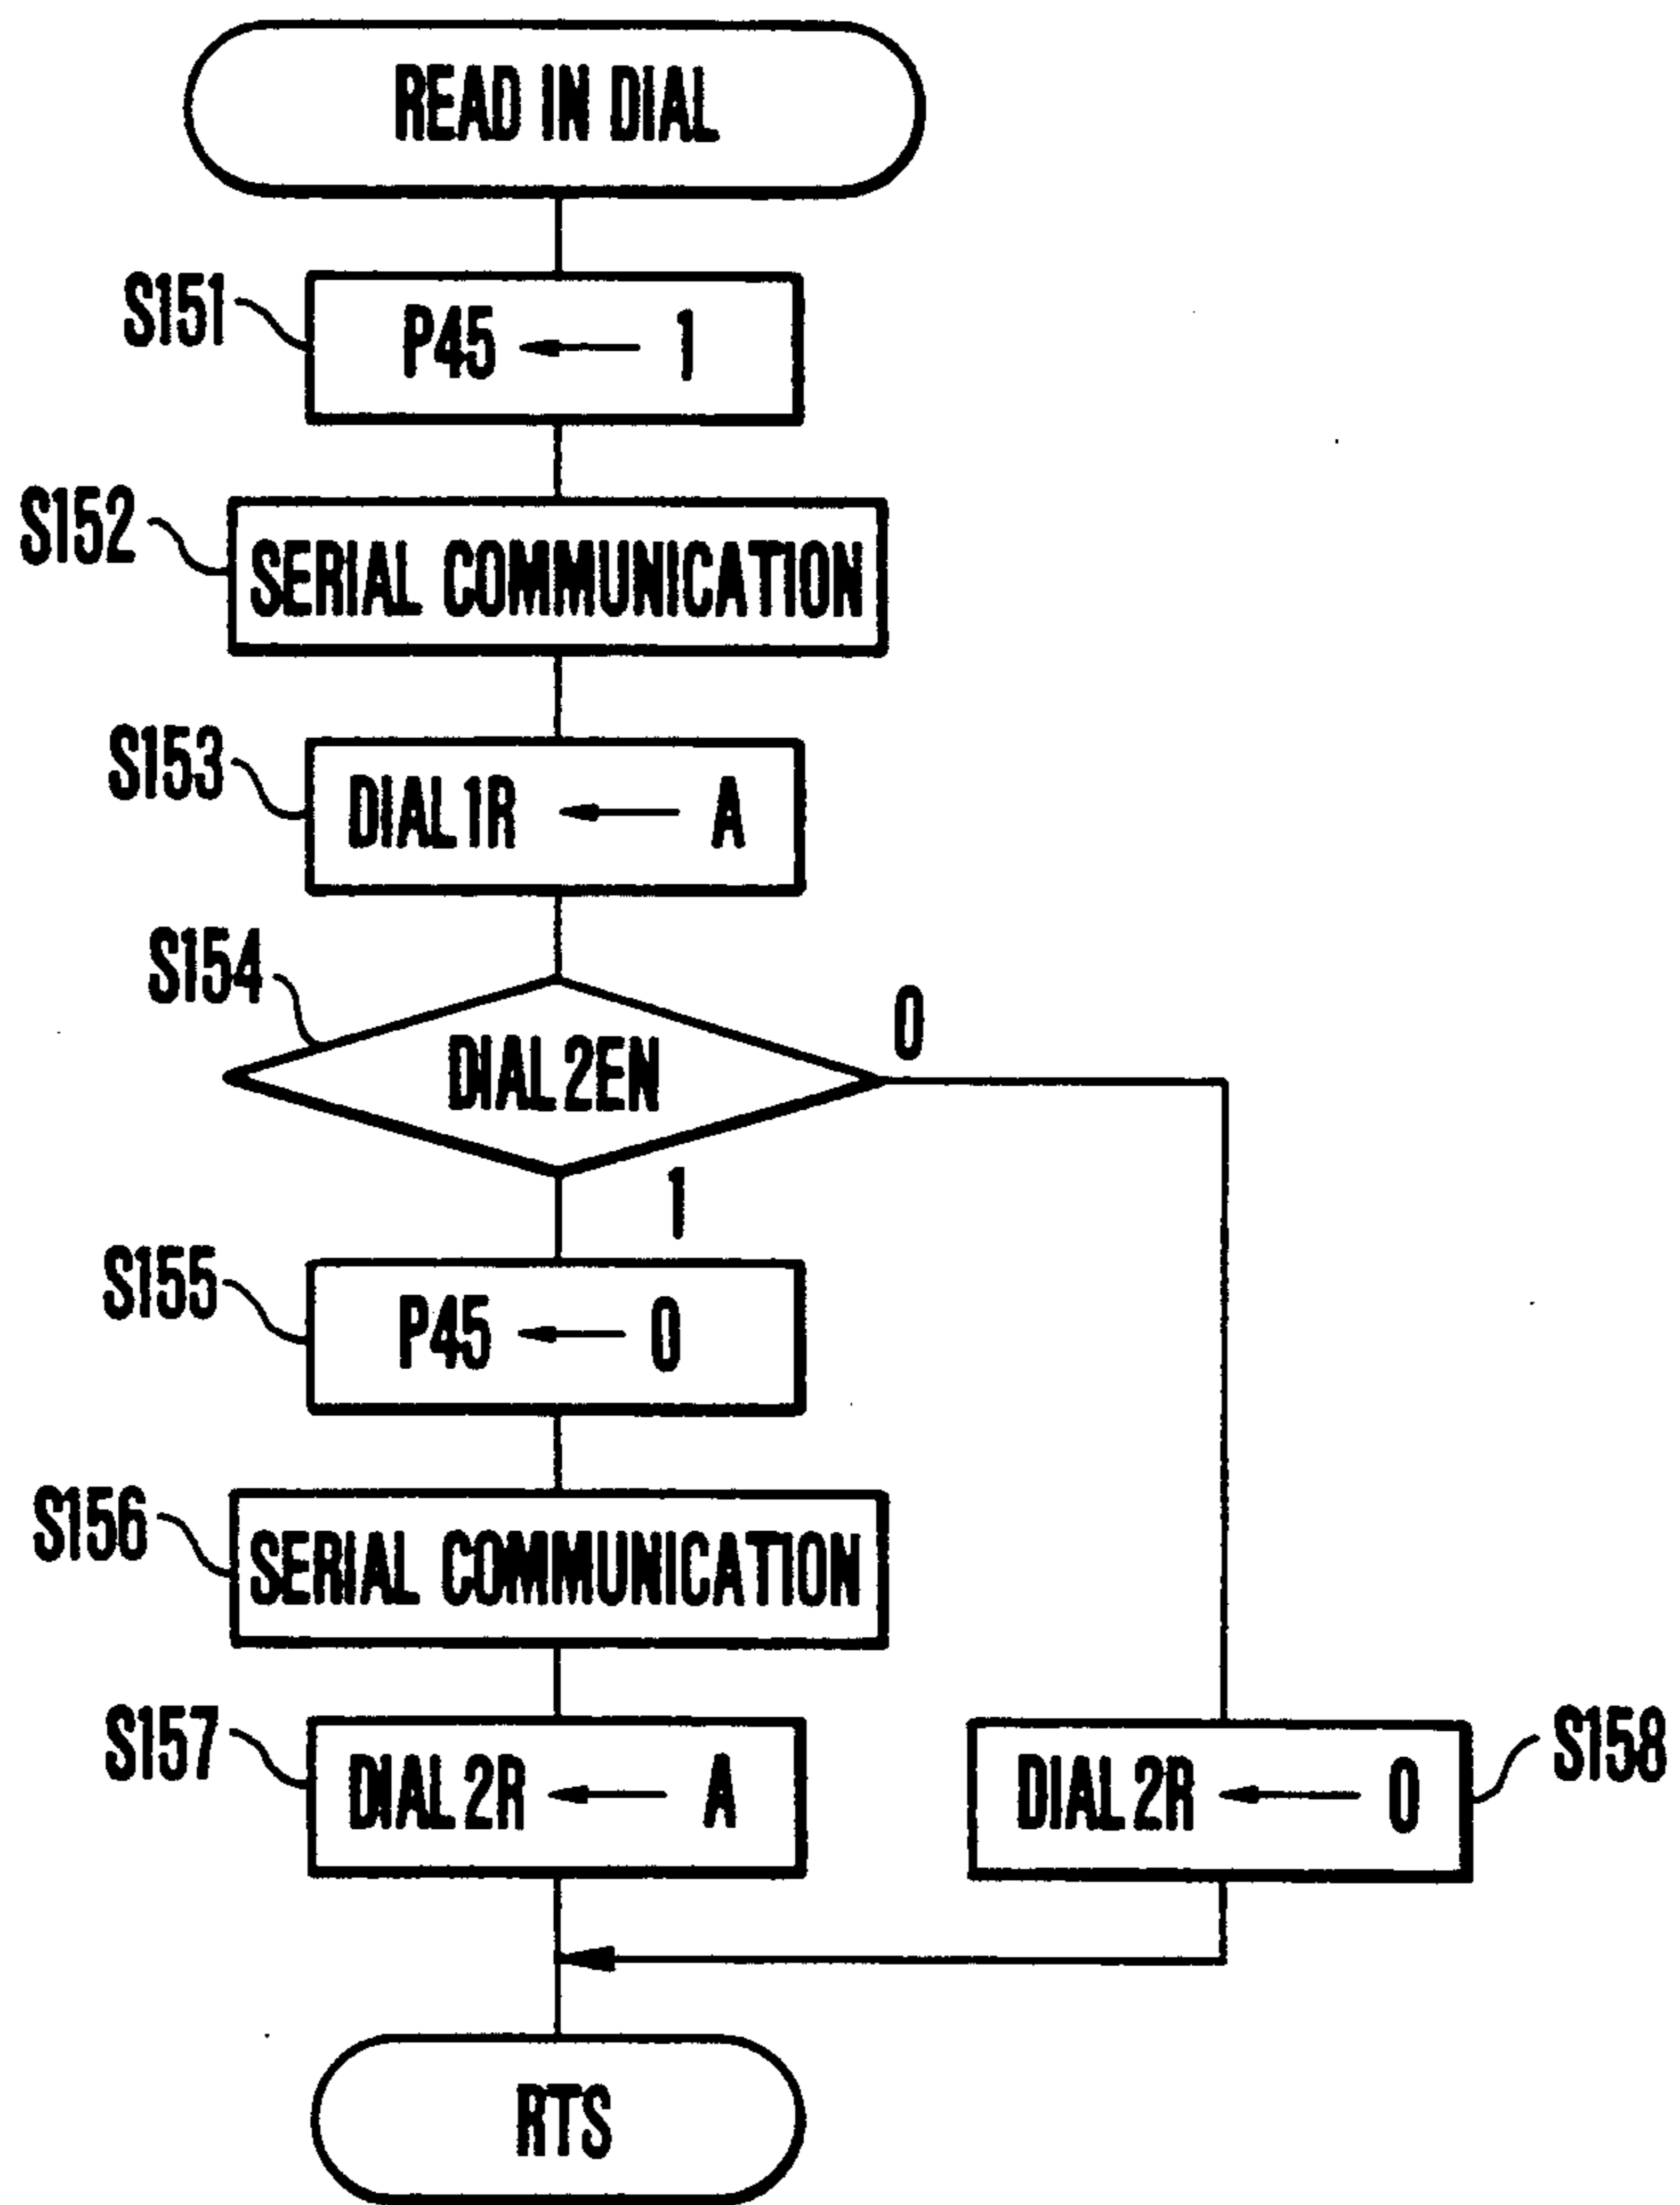 READ IN DIAL
S151
P45 ← 1
S152
SERIAL COMMUNICATION
S153
DIAL1R ← A
S154
DIAL2EN
0
1
S155
P45 ← 0
S156
SERIAL COMMUNICATION
S157
DIAL2R ← A
DIAL2R ← 0
S158
RTS